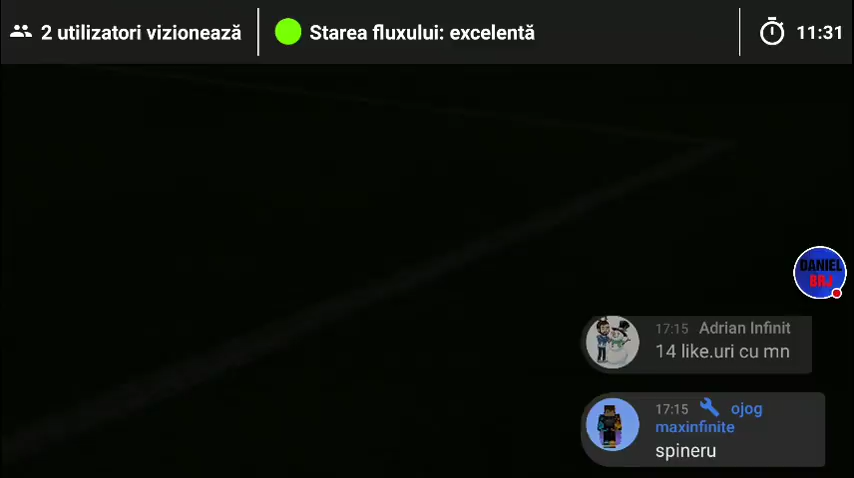 2 utilizatori vizionează
Starea fluxului: excelentă
11:31
DANIEL
BRJ
17:15 Adrian Infinit
14 like.uri cu mn
17:15 ojog
maxinfinite
spineru